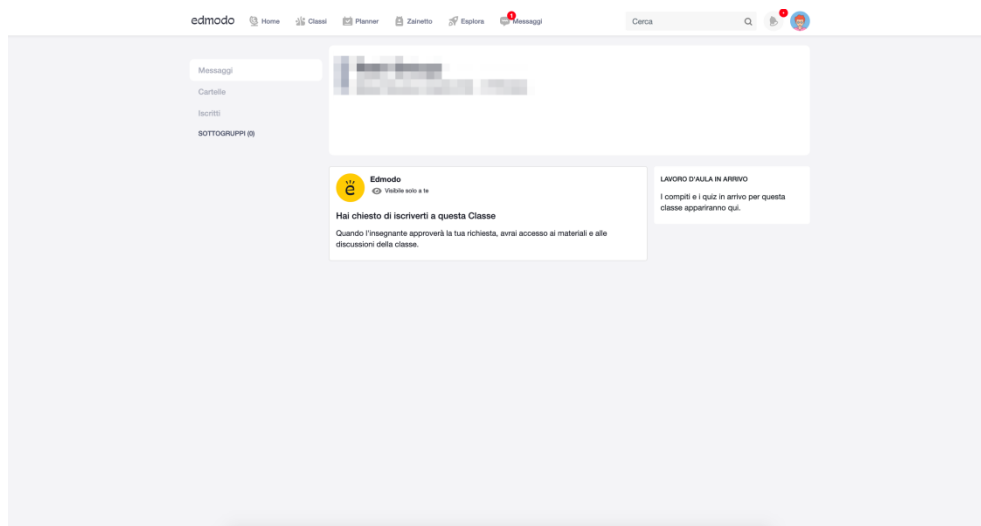 edmodo Home Classi Planner Zainetto Esplora Messaggi 1 Cerca
Messaggi
Cartelle
Iscritti
SOTTOGRUPPI (0)
ë Edmodo
Visibile solo a te
Hai chiesto di iscriverti a questa Classe
Quando l'insegnante approverà la tua richiesta, avrai accesso ai materiali e alle
discussioni della classe.
LAVORO D'AULA IN ARRIVO
I compiti e i quiz in arrivo per questa
classe appariranno qui.